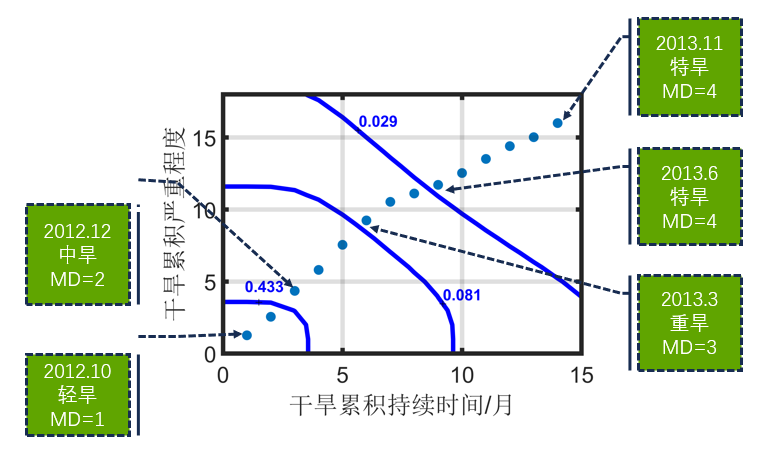 2013.11
特旱
MD=4
2013.6
特旱
MD=4
2013.3
重旱
MD=3
2012.12
中旱
MD=2
2012.10
轻旱
MD=1
干旱累积严重程度
15
10
5
0
0.029
0.433
0.081
0 5 10 15
干旱累积持续时间/月